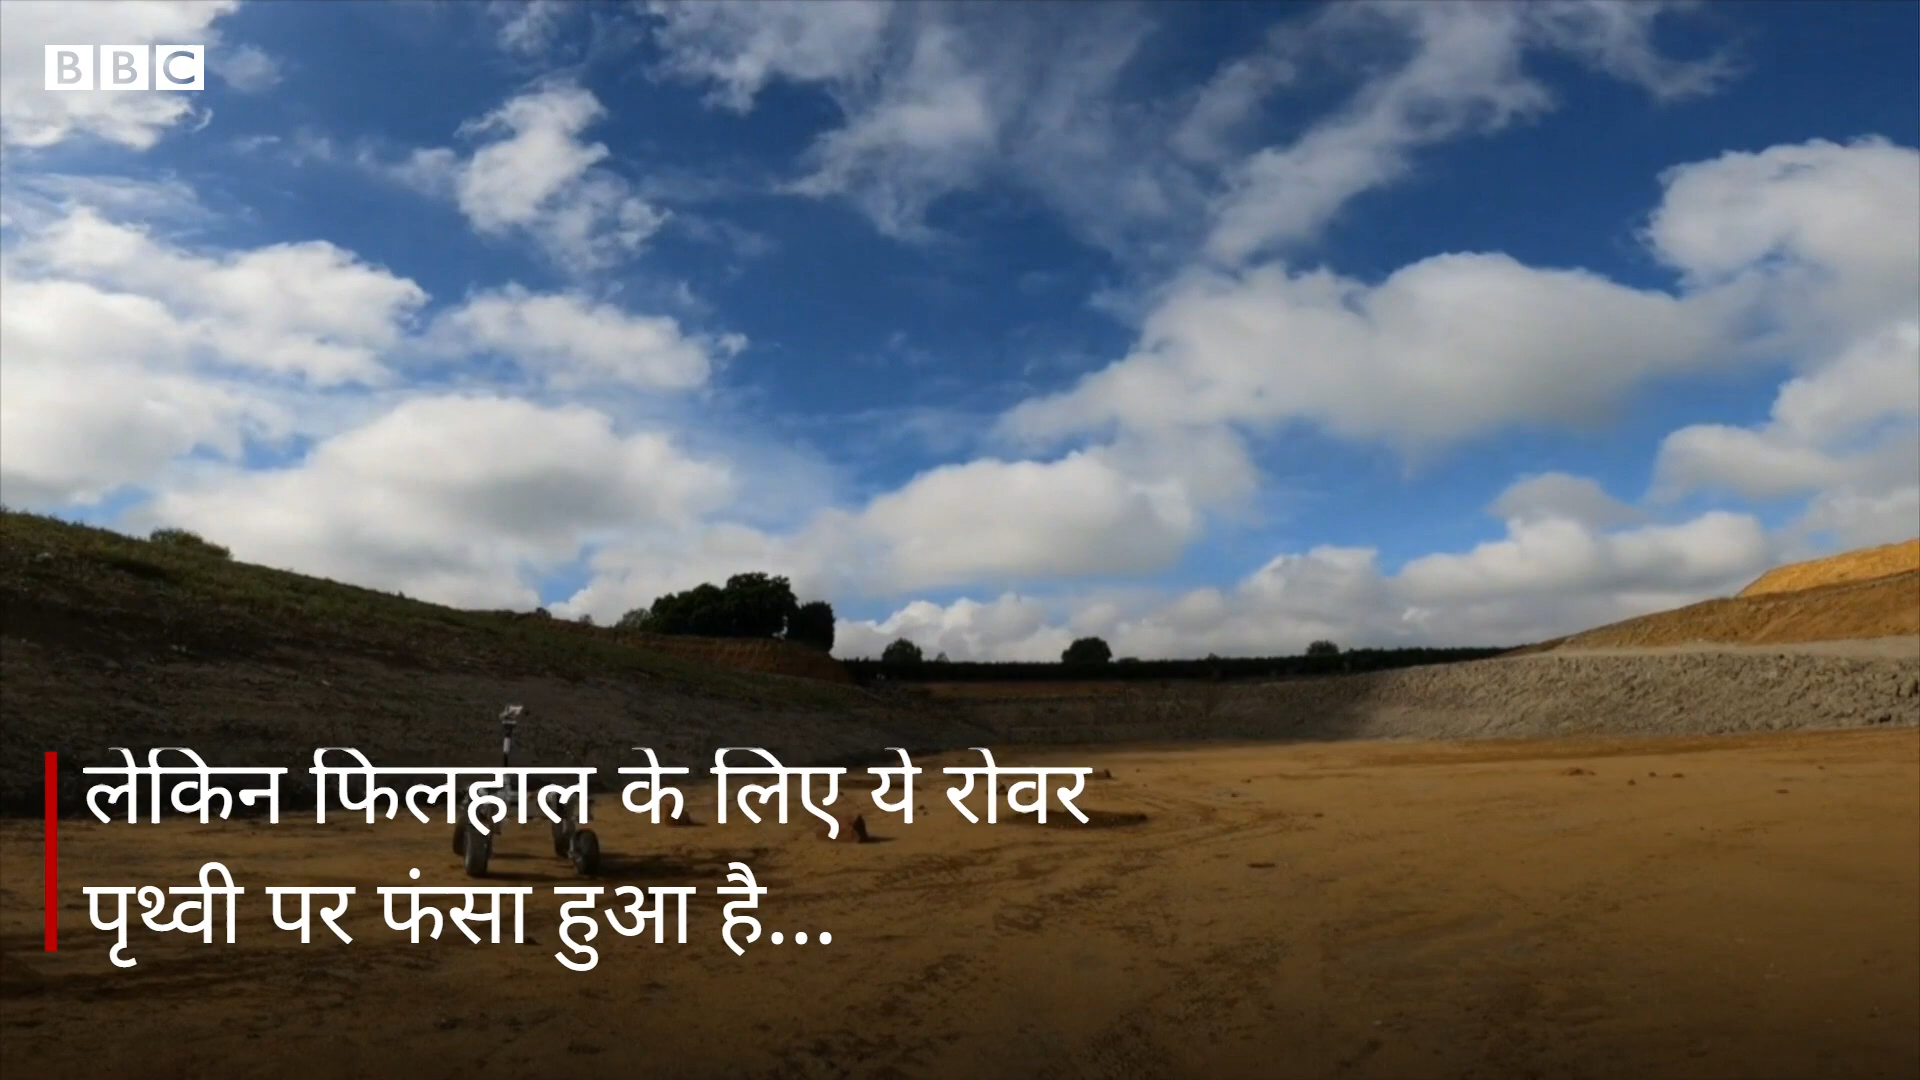 BBC
लेकिन फिलहाल के लिए ये रोवर
पृथ्वी पर फंसा हुआ है...